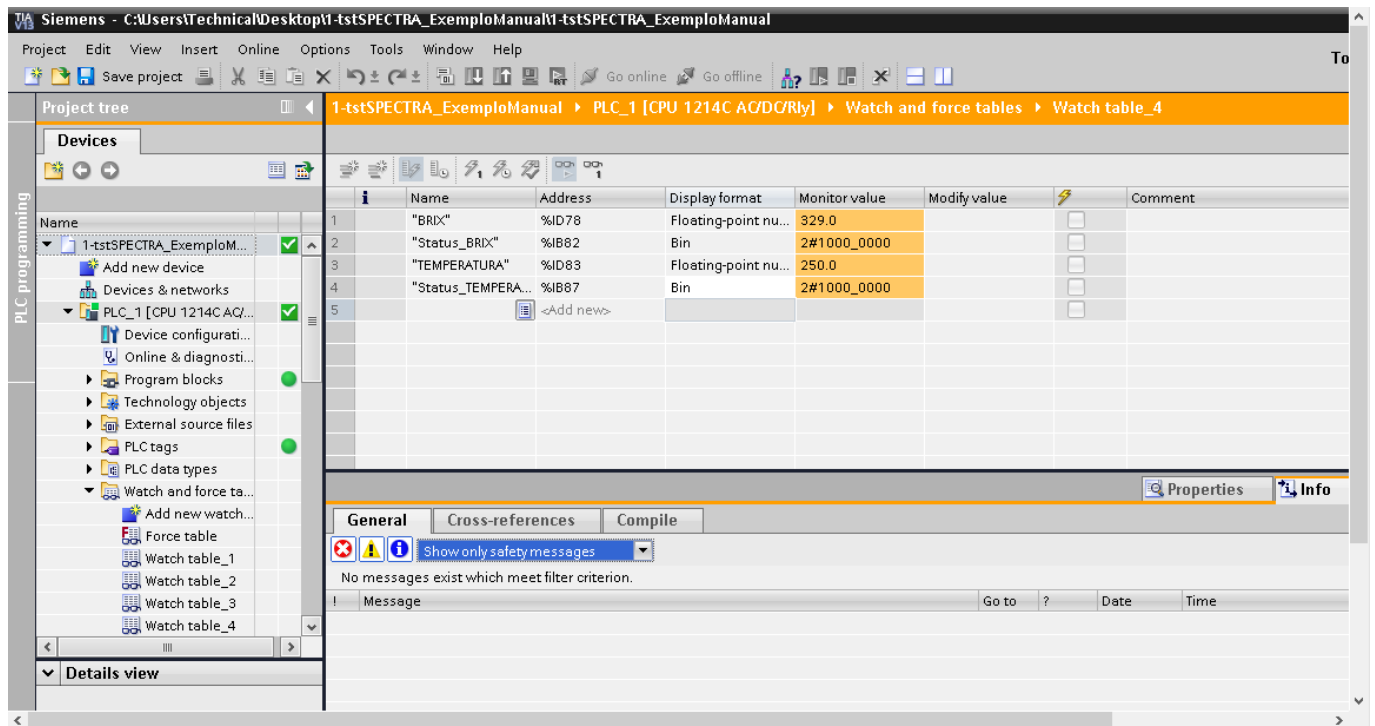 Siemens - C:\Users\Technical\Desktop\1-tstSPECTRA_ExemploManual\1-tstSPECTRA_ExemploManual
Project Edit View Insert Online Options Tools Window Help
To
Save project Go online Go offline
Project tree
1-tstSPECTRA_ExemploManual PLC_1 [CPU 1214C AC/DC/Rly] Watch and force tables Watch table_4
Devices
PLC programming
Name
1-tstSPECTRA_ExemploM...
Add new device
Devices & networks
PLC_1 [CPU 1214C AC/...
Device configurati...
Online & diagnosti...
Program blocks
Technology objects
External source files
PLC tags
PLC data types
Watch and force ta...
Add new watch...
Force table
Watch table_1
Watch table_2
Watch table_3
Watch table_4
Details view
i Name Address Display format Monitor value Modify value Comment
1 "BRIX" %ID78 Floating-point nu... 329.0
2 "Status_BRIX" %IB82 Bin 2#1000_0000
3 "TEMPERATURA" %ID83 Floating-point nu... 250.0
4 "Status_TEMPERA... %IB87 Bin 2#1000_0000
5 <Add new>
Properties Info
General Cross-references Compile
Show only safety messages
No messages exist which meet filter criterion.
! Message Go to ? Date Time